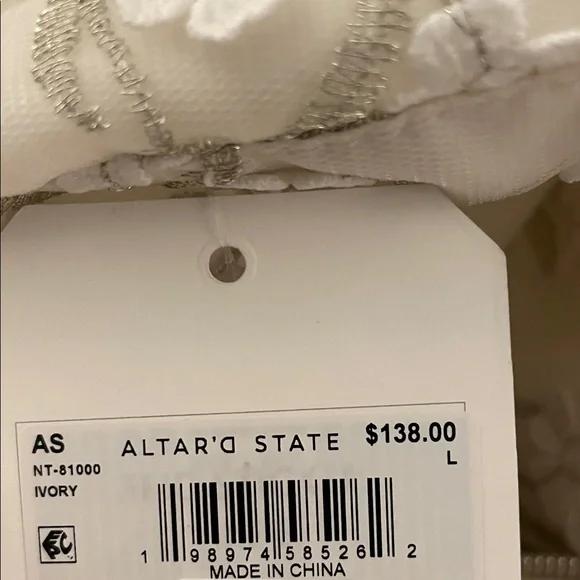 AS ALTAR'D STATE $138.00
NT-81000 L
IVORY
1 98974 58526 2
MADE IN CHINA